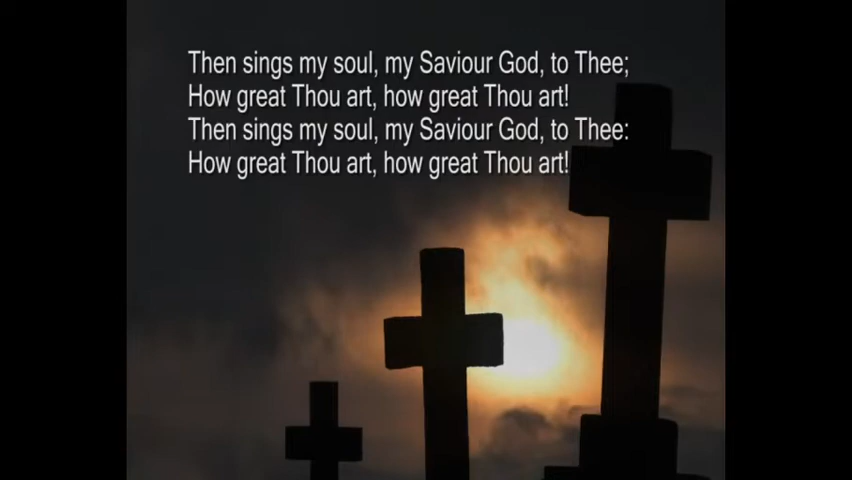 Then sings my soul, my Saviour God, to Thee;
How great Thou art, how great Thou art!
Then sings my soul, my Saviour God, to Thee:
How great Thou art, how great Thou art!